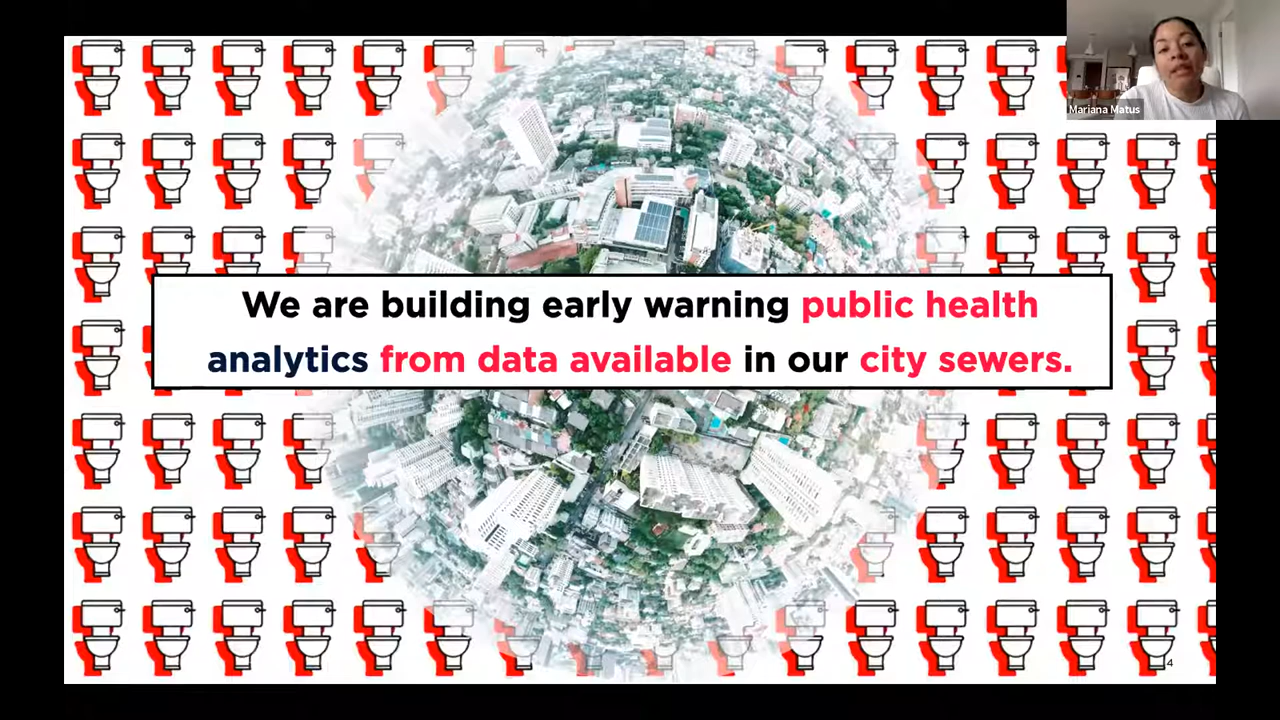 Mariana Matus
We are building early warning public health
analytics from data available in our city sewers.
4